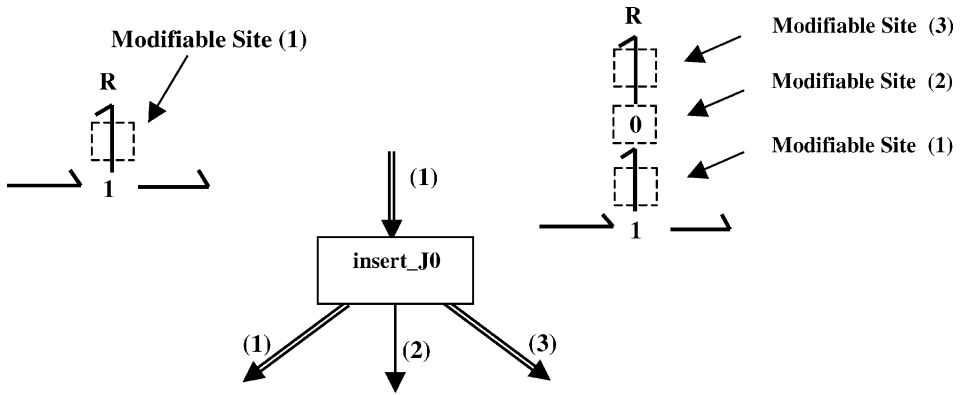 Modifiable Site (1)
R
1
(1)
insert_J0
(1)
(2)
(3)
R
Modifiable Site (3)
Modifiable Site (2)
0
Modifiable Site (1)
1